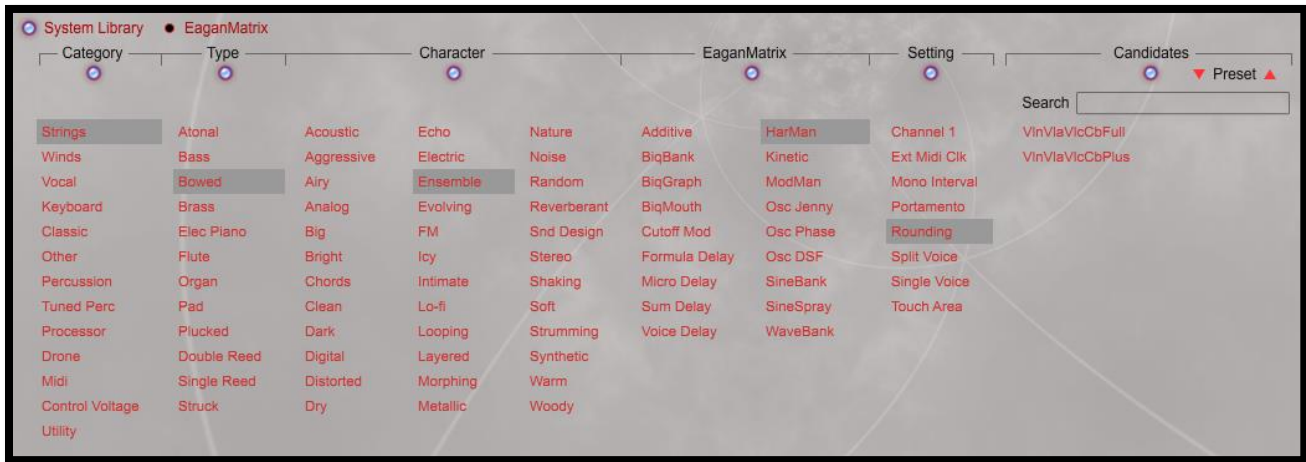 System Library EaganMatrix
Category Type Character EaganMatrix Setting Candidates
Preset
Search
Strings Atonal Acoustic Echo Nature Additive HarMan Channel 1 VlnVlaVlcCbFull
Winds Bass Aggressive Electric Noise BiqBank Kinetic Ext Midi Clk VlnVlaVlcCbPlus
Vocal Bowed Airy Ensemble Random BiqGraph ModMan Mono Interval
Keyboard Brass Analog Evolving Reverberant BiqMouth Osc Jenny Portamento
Classic Elec Piano Big FM Snd Design Cutoff Mod Osc Phase Rounding
Other Flute Bright Icy Stereo Formula Delay Osc DSF Split Voice
Percussion Organ Chords Intimate Shaking Micro Delay SineBank Single Voice
Tuned Perc Pad Clean Lo-fi Soft Sum Delay SineSpray Touch Area
Processor Plucked Dark Looping Strumming Voice Delay WaveBank
Drone Double Reed Digital Layered Synthetic
Midi Single Reed Distorted Morphing Warm
Control Voltage Struck Dry Metallic Woody
Utility